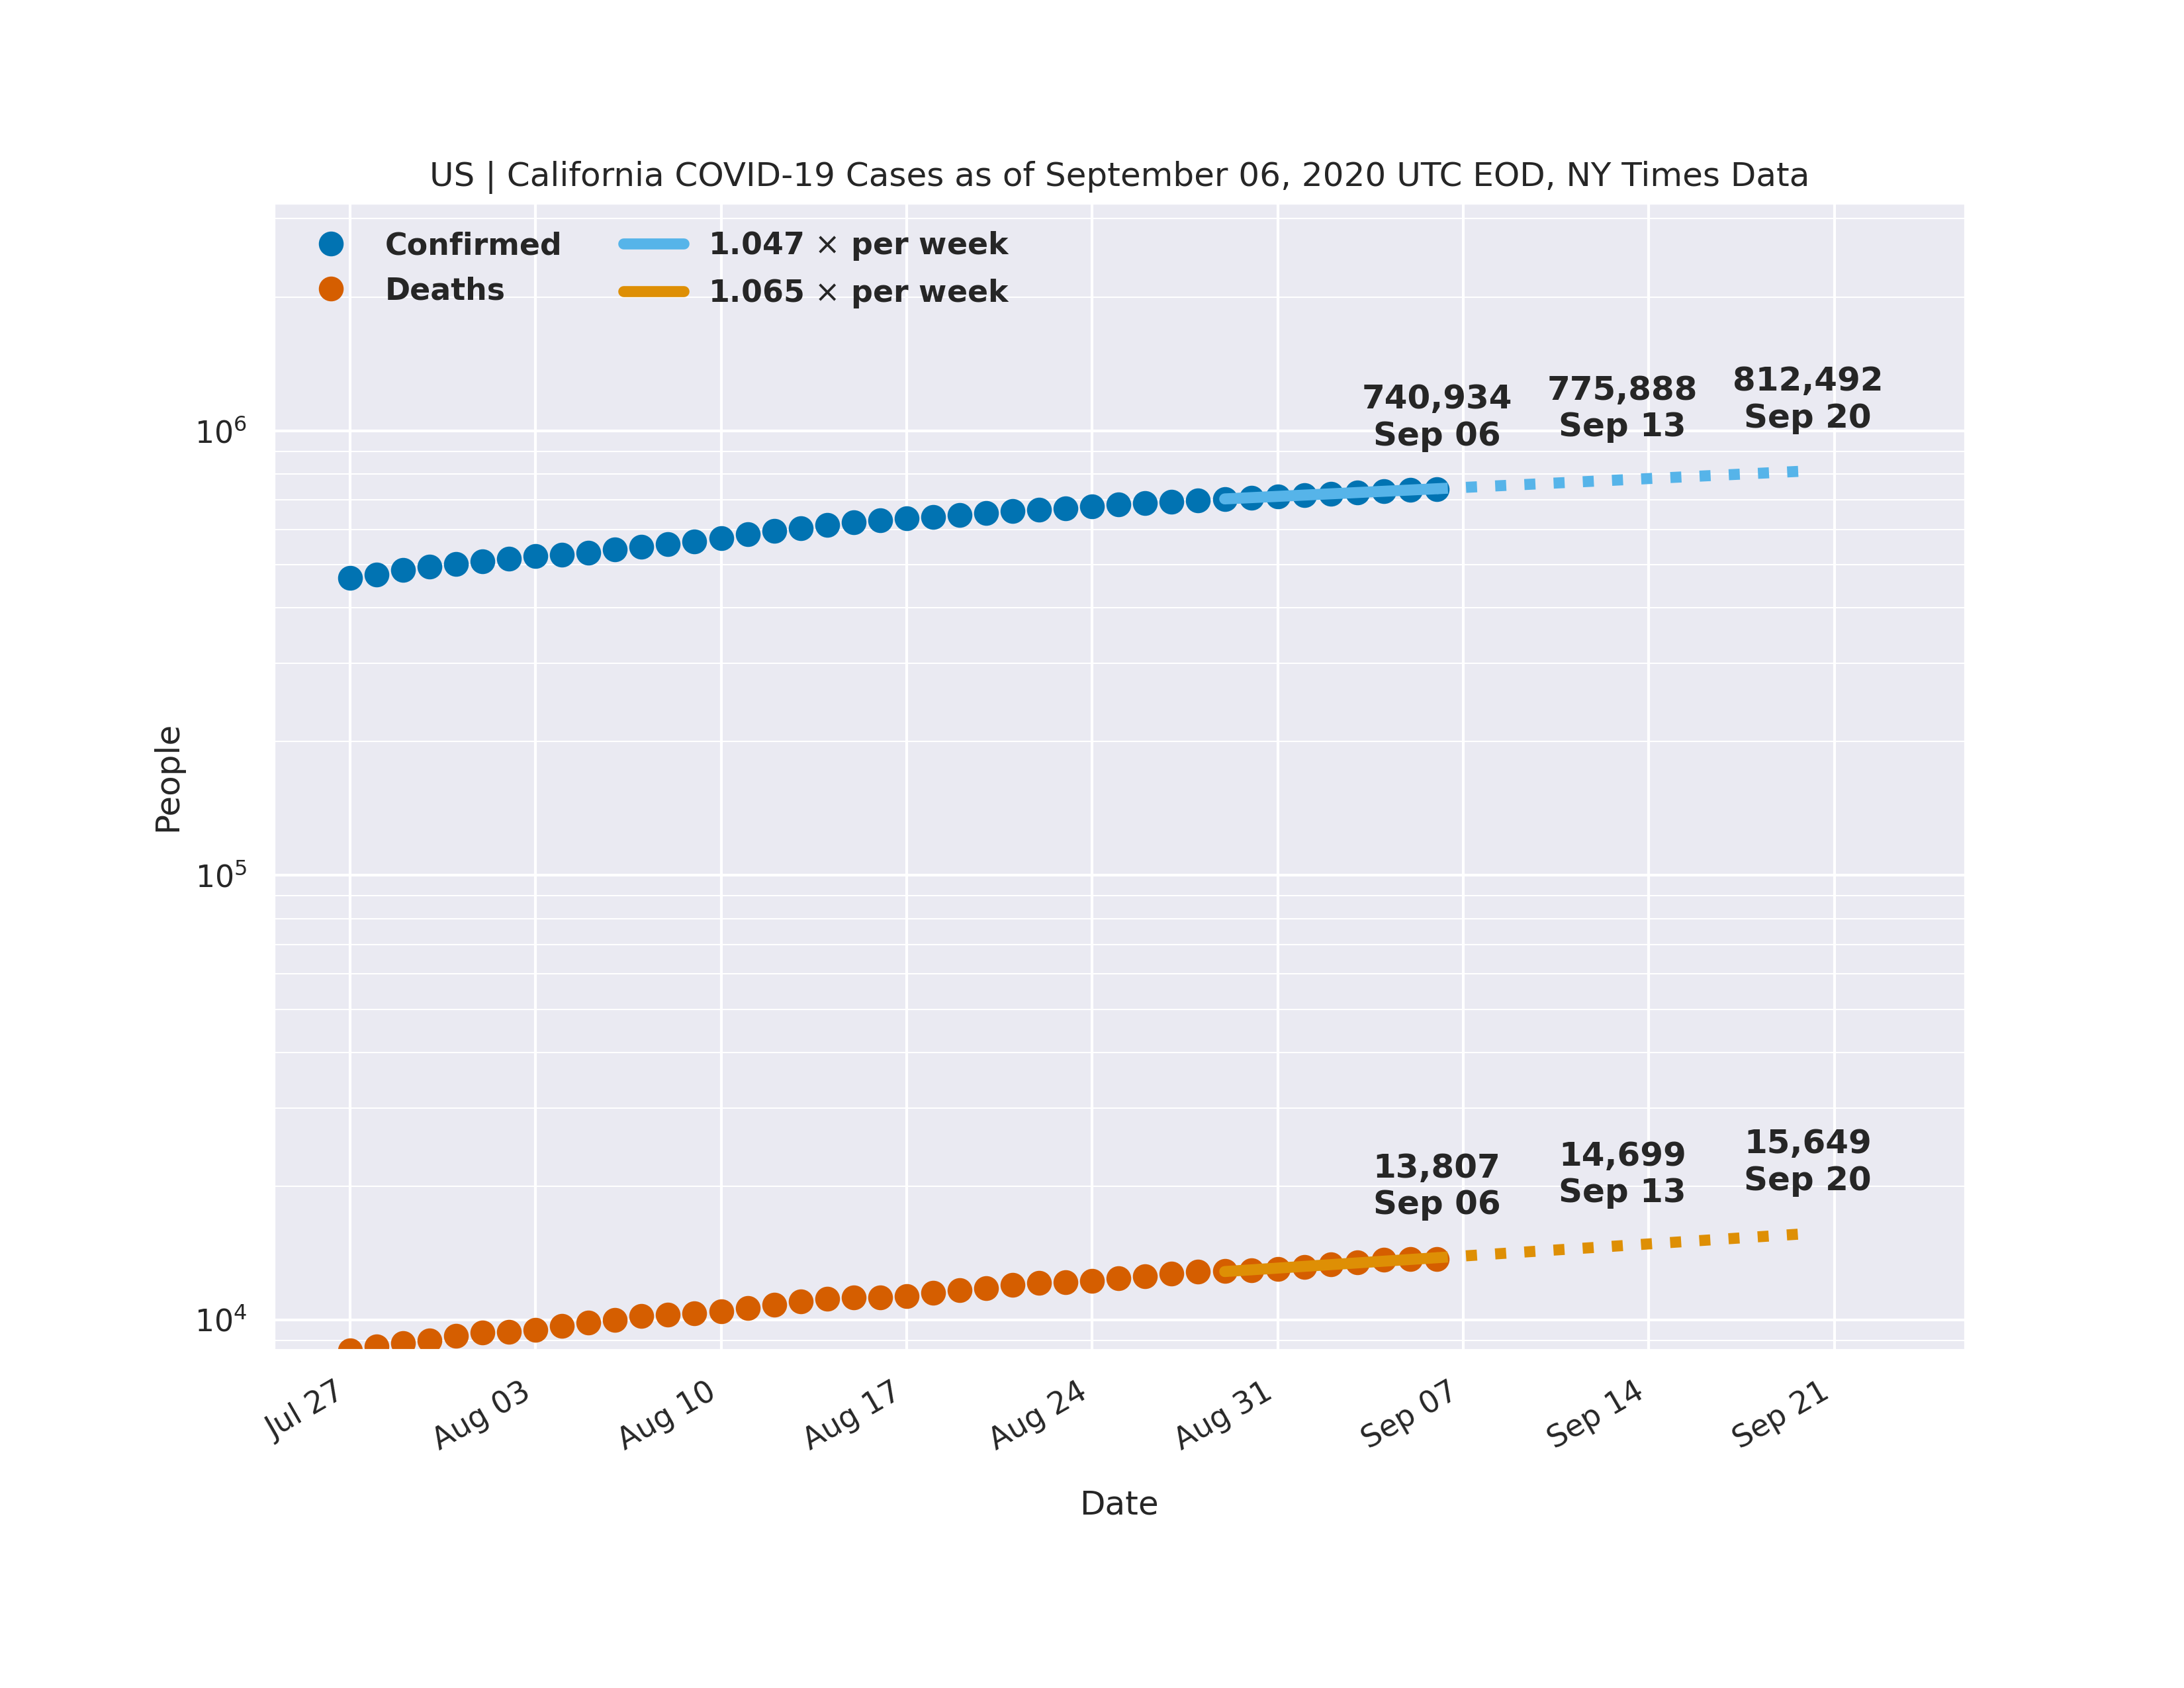 US | California COVID-19 Cases as of September 06, 2020 UTC EOD, NY Times Data
Confirmed
Deaths
1.047 × per week
1.065 × per week
740,934
Sep 06
775,888
Sep 13
812,492
Sep 20
13,807
Sep 06
14,699
Sep 13
15,649
Sep 20
People
10⁶
10⁵
10⁴
Jul 27
Aug 03
Aug 10
Aug 17
Aug 24
Aug 31
Sep 07
Sep 14
Sep 21
Date